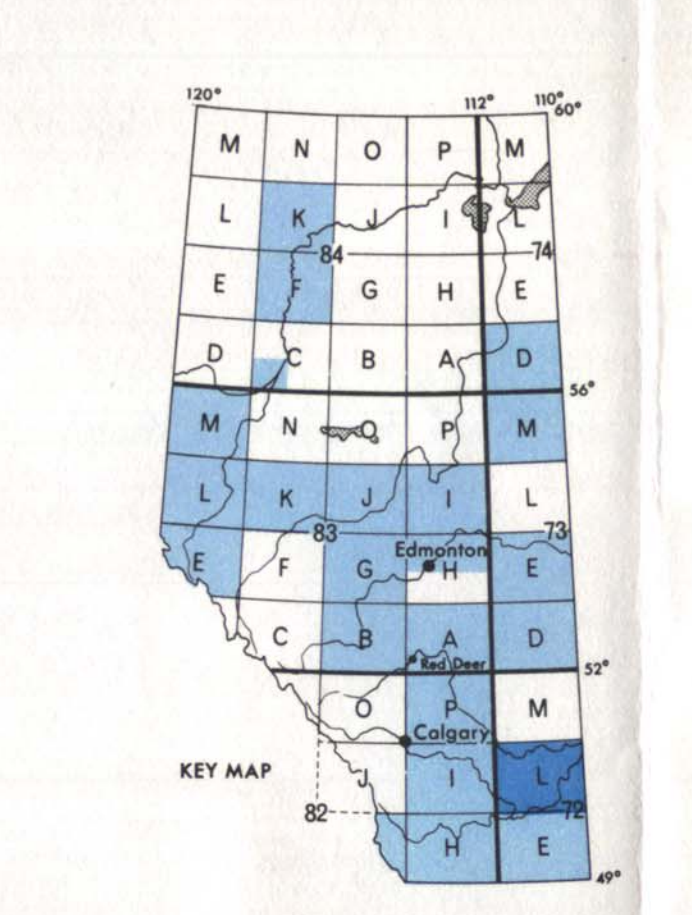 120° 112° 110°
60°
M N O P M
L K J I L
84 74
E F G H E
D C B A D
56°
M N O P M
L K J I L
83 73
Edmonton
E F G H E
C B A D
Red Deer
52°
O P M
Calgary
KEY MAP
J I L
82 72
H E
49°